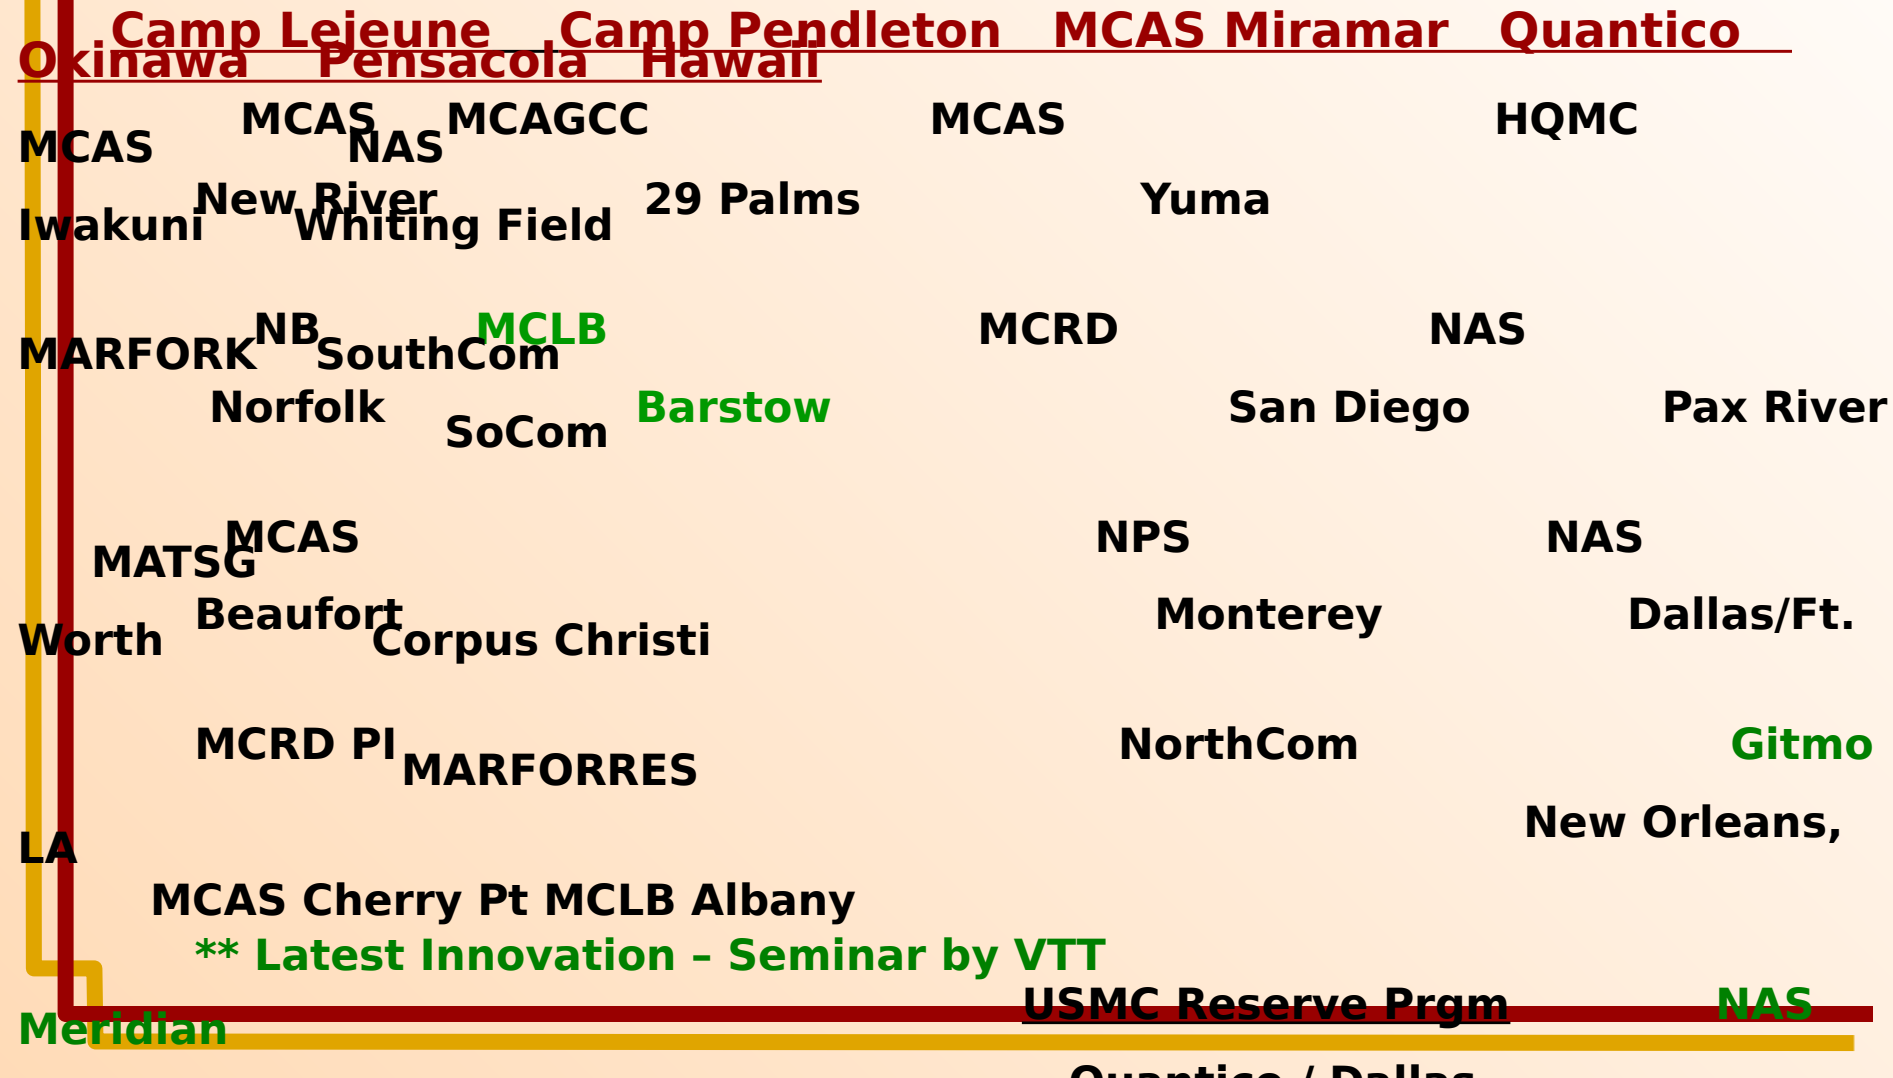 Camp Lejeune Camp Pendleton MCAS Miramar Quantico
Okinawa Pensacola Hawaii
MCAS MCAGCC MCAS HQMC
MCAS NAS
New River 29 Palms Yuma
Iwakuni Whiting Field
NB MCLB MCRD NAS
MARFORK SouthCom
Norfolk Barstow San Diego Pax River
SoCom
MCAS NPS NAS
MATSG
Beaufort Monterey Dallas/Ft.
Worth Corpus Christi
MCRD PI NorthCom Gitmo
MARFORRES
New Orleans,
LA
MCAS Cherry Pt MCLB Albany
** Latest Innovation – Seminar by VTT
USMC Reserve Prgm NAS
Meridian
Quantico / Dallas